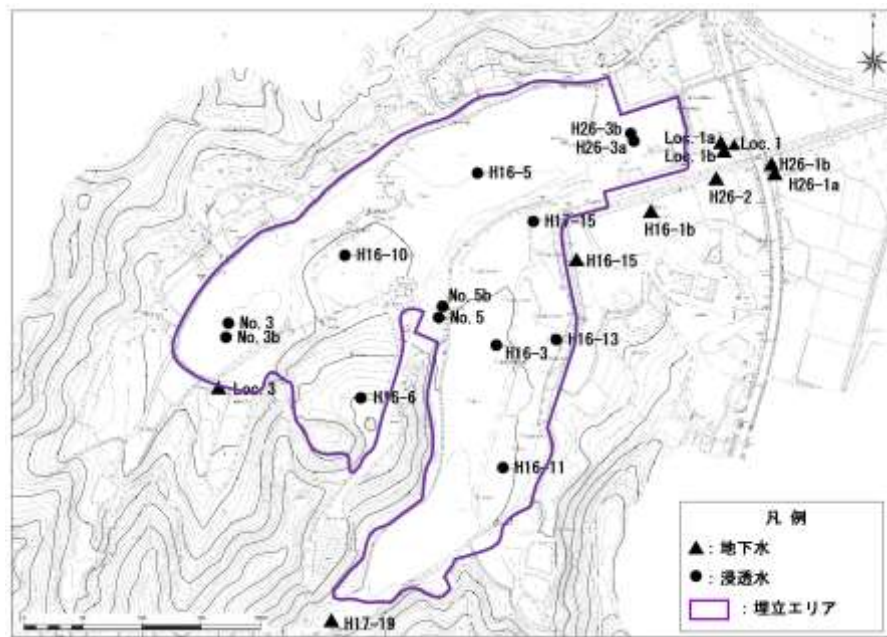 H26-3b
H26-3a
Loc. 1a
Loc. 1
Loc. 1b
H26-1b
H26-1a
H26-2
H16-5
H17-15
H16-1b
H16-10
H16-15
No. 5b
No. 5
No. 3
No. 3b
H16-3
H16-13
Loc. 3
H16-6
H16-11
H17-19
凡 例
▲:地下水
●:浸透水
:埋立エリア